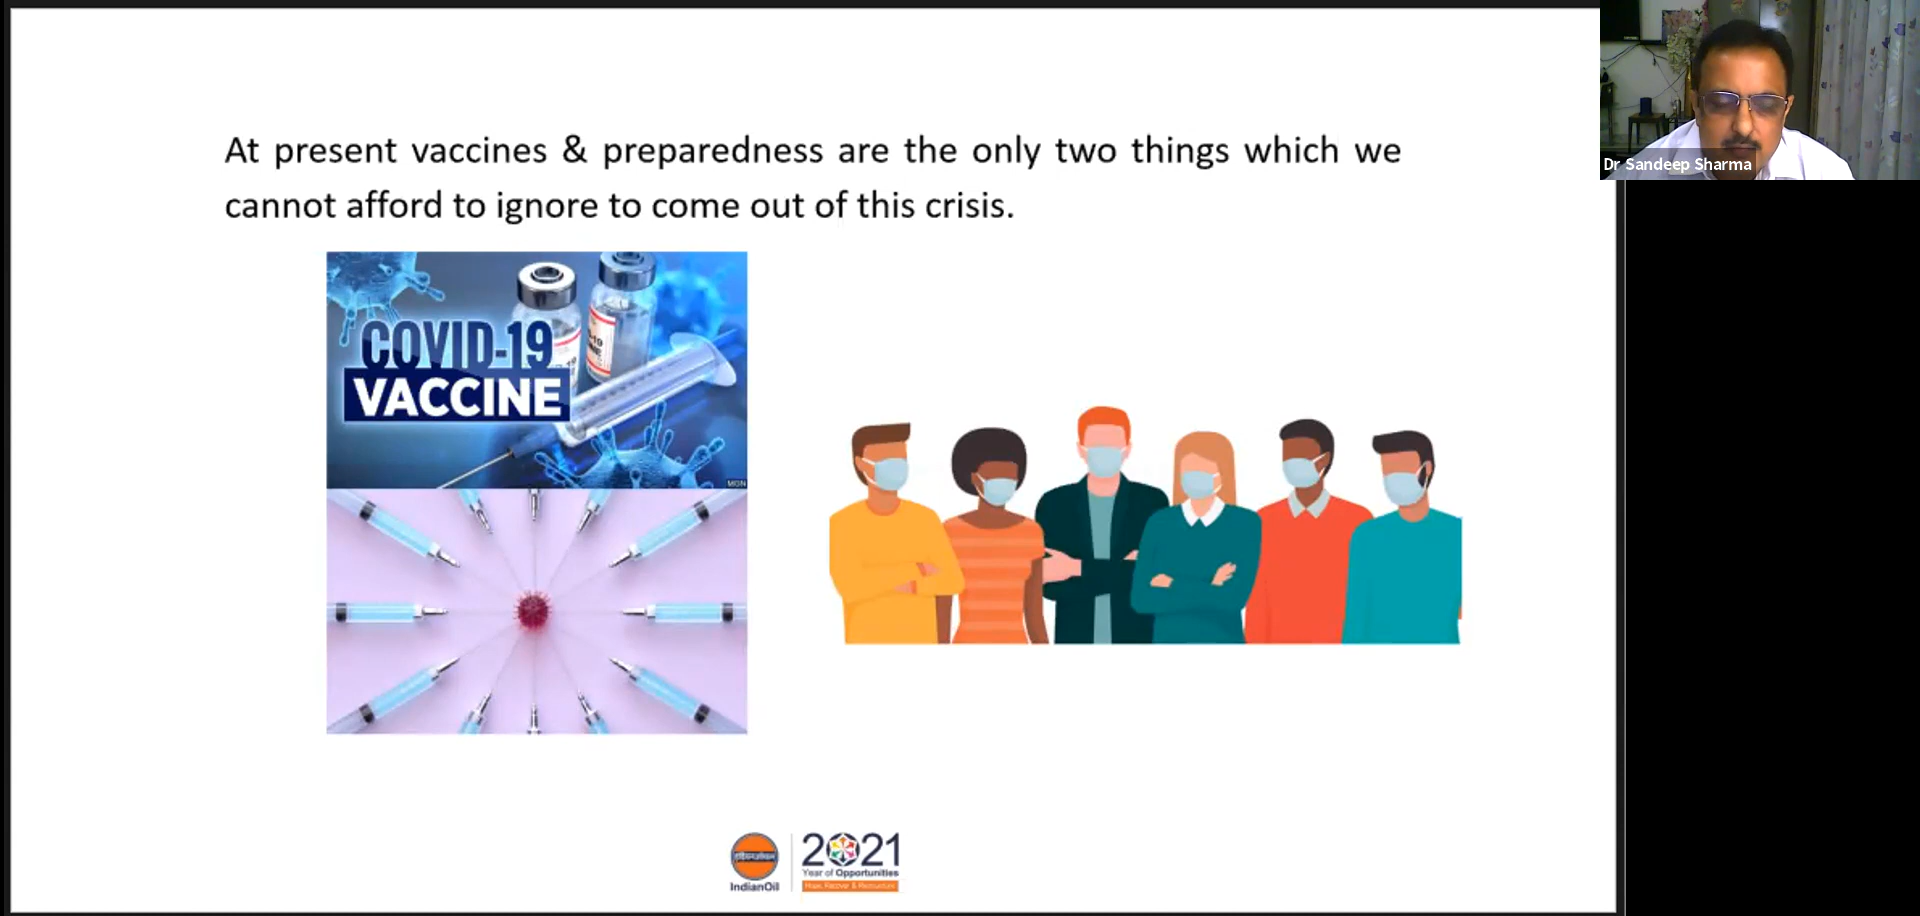 At present vaccines & preparedness are the only two things which we
cannot afford to ignore to come out of this crisis.
Dr Sandeep Sharma
COVID-19
VACCINE
MGN
IndianOil
2021
Year of Opportunities